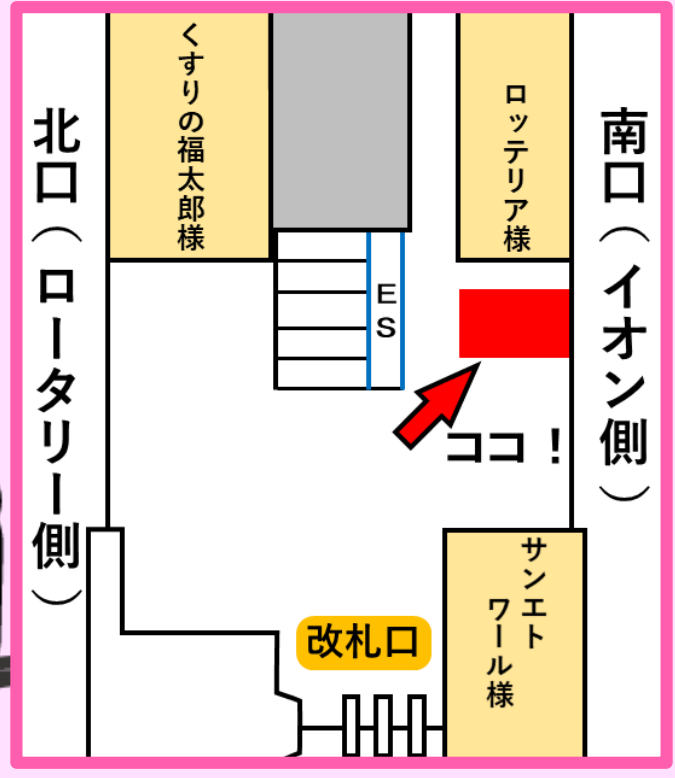 北口（ロータリー側）
くすりの福太郎様
ES
ロッテリア様
南口（イオン側）
ココ！
サンエト
ワール様
改札口